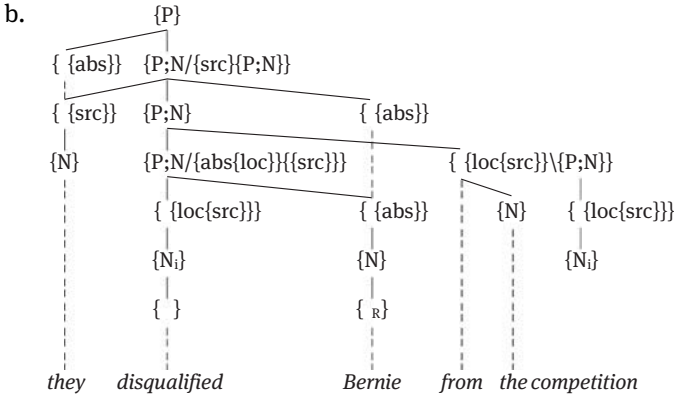 b.
{P}
{ {abs}} {P;N/{src}{P;N}}
{ {src}} {P;N} { {abs}}
{N} {P;N/{abs{loc}}{{src}}} { {loc{src}}\{P;N}}
{ {loc{src}}} { {abs}} {N} { {loc{src}}}
{Nᵢ} {N} {Nᵢ}
{ } { R}
they disqualified Bernie from the competition